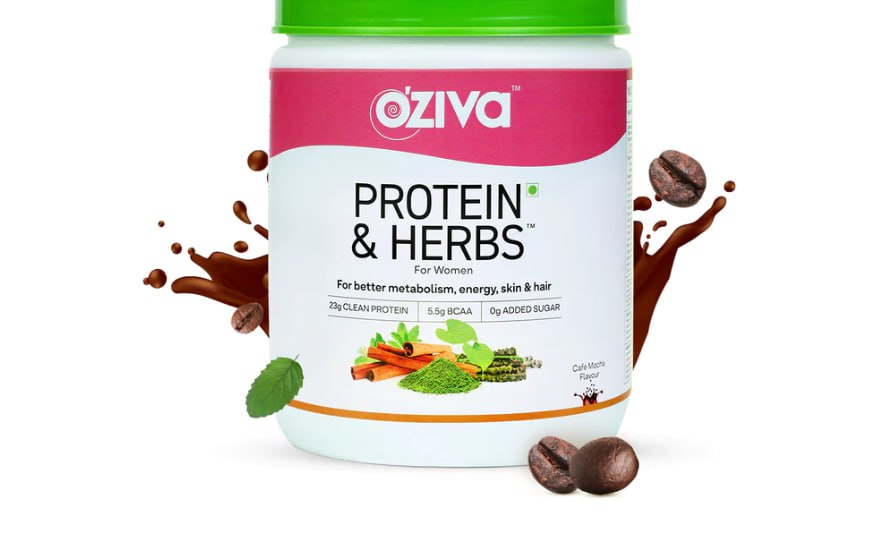 O'ZIVA™
PROTEIN
& HERBS™
For Women
For better metabolism, energy, skin & hair
23g CLEAN PROTEIN 5.5g BCAA 0g ADDED SUGAR
Cafe Mocha
Flavour